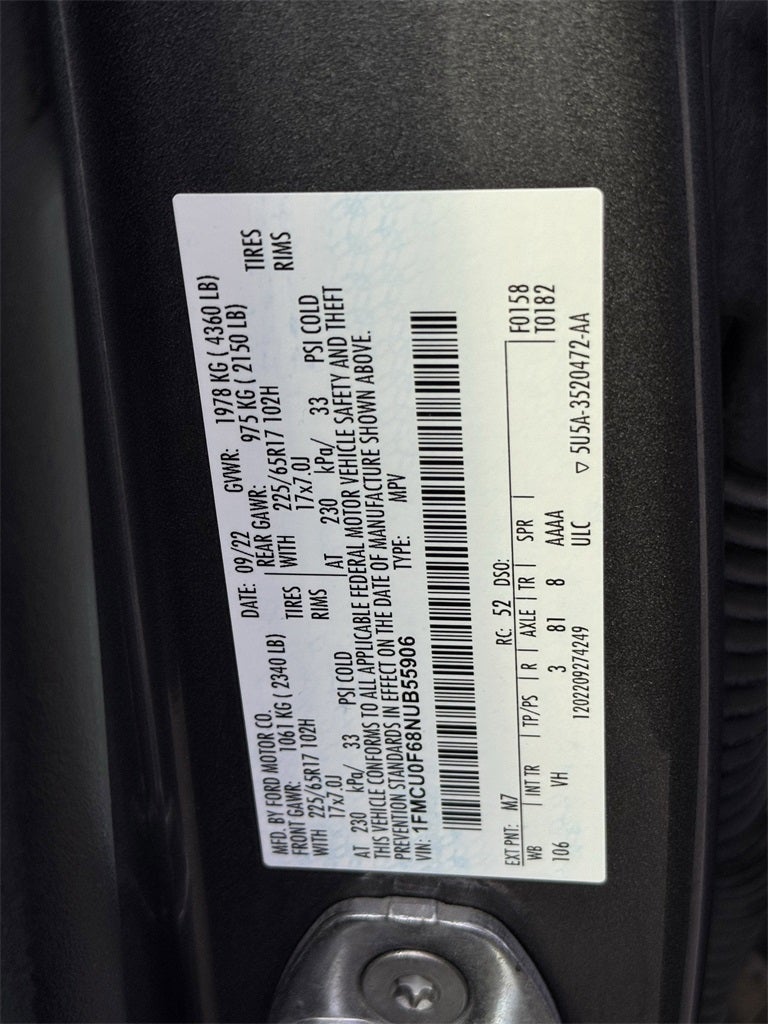 MFD. BY FORD MOTOR CO. DATE: 09/22 GVWR: 1978 KG ( 4360 LB)
FRONT GAWR: 1061 KG ( 2340 LB) REAR GAWR: 975 KG ( 2150 LB)
WITH 225/65R17 102H TIRES WITH 225/65R17 102H TIRES
17x7.0J RIMS 17x7.0J RIMS
AT 230 kPa/ 33 PSI COLD AT 230 kPa/ 33 PSI COLD
THIS VEHICLE CONFORMS TO ALL APPLICABLE FEDERAL MOTOR VEHICLE SAFETY AND THEFT
PREVENTION STANDARDS IN EFFECT ON THE DATE OF MANUFACTURE SHOWN ABOVE.
VIN: 1FMCU0F68NUB55906 TYPE: MPV
EXT PNT: M7 RC: 52 DSO: F0158
WB INT TR TP/PS R AXLE TR SPR T0182
106 VH 3 81 8 AAAA
1202209274249 ULC ▽ 5U5A-3520472-AA